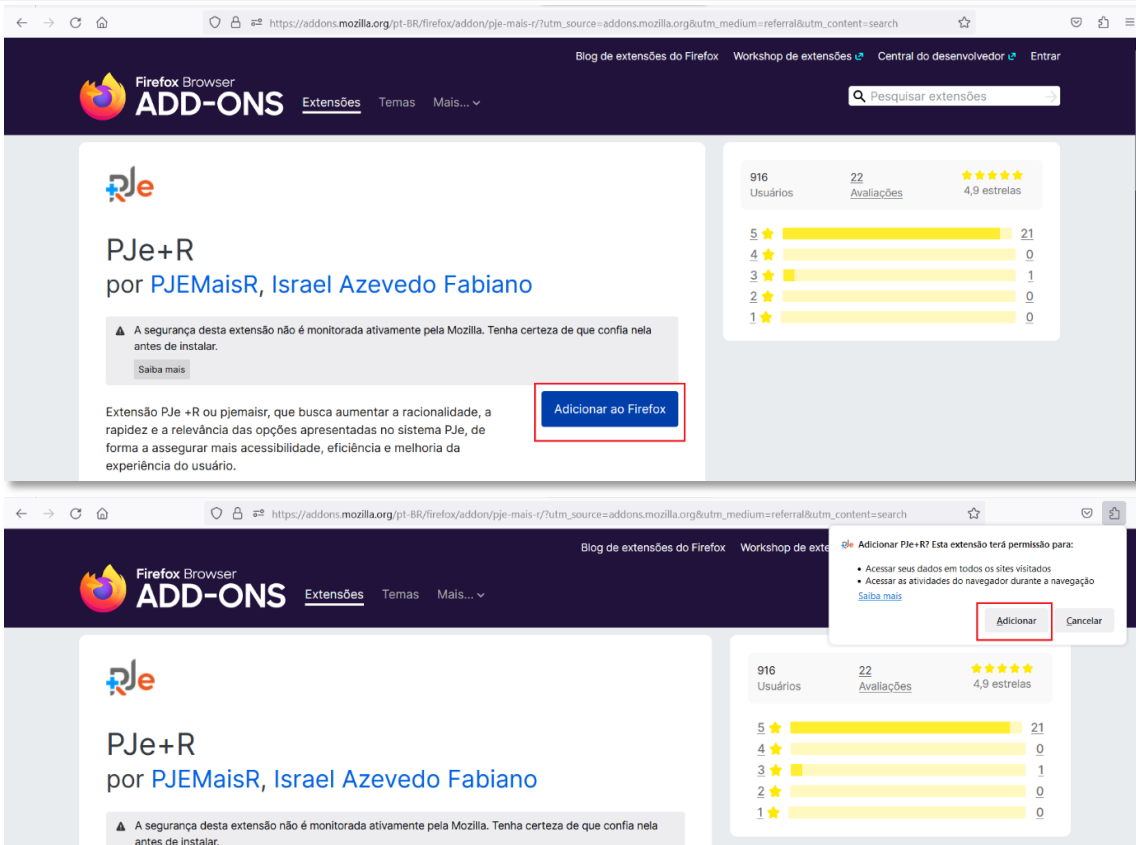 https://addons.mozilla.org/pt-BR/firefox/addon/pje-mais-r/?utm_source=addons.mozilla.org&utm_medium=referral&utm_content=search
Blog de extensões do Firefox Workshop de extensões Central do desenvolvedor Entrar
Firefox Browser
ADD-ONS Extensões Temas Mais...
Pesquisar extensões
PJe
916 22
Usuários Avaliações 4,9 estrelas
5 21
4 0
3 1
2 0
1 0
PJe+R
por PJEMaisR, Israel Azevedo Fabiano
A segurança desta extensão não é monitorada ativamente pela Mozilla. Tenha certeza de que confia nela
antes de instalar.
Saiba mais
Adicionar ao Firefox
Extensão PJe +R ou pjemaisr, que busca aumentar a racionalidade, a
rapidez e a relevância das opções apresentadas no sistema PJe, de
forma a assegurar mais acessibilidade, eficiência e melhoria da
experiência do usuário.
https://addons.mozilla.org/pt-BR/firefox/addon/pje-mais-r/?utm_source=addons.mozilla.org&utm_medium=referral&utm_content=search
Blog de extensões do Firefox Workshop de exte
PJe Adicionar PJe+R? Esta extensão terá permissão para:
• Acessar seus dados em todos os sites visitados
• Acessar as atividades do navegador durante a navegação
Saiba mais
Adicionar Cancelar
Firefox Browser
ADD-ONS Extensões Temas Mais...
PJe
916 22
Usuários Avaliações 4,9 estrelas
5 21
4 0
3 1
2 0
1 0
PJe+R
por PJEMaisR, Israel Azevedo Fabiano
A segurança desta extensão não é monitorada ativamente pela Mozilla. Tenha certeza de que confia nela
antes de instalar.